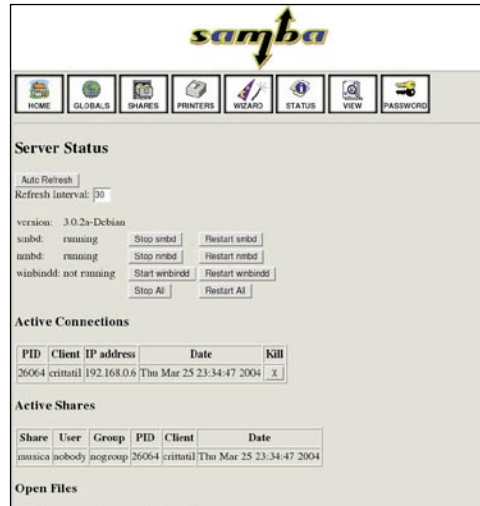 samba
HOME GLOBALS SHARES PRINTERS WIZARD STATUS VIEW PASSWORD
Server Status
Auto Refresh
Refresh Interval: 30
version: 3.0.2a-Debian
smbd: running Stop smbd Restart smbd
nmbd: running Stop nmbd Restart nmbd
winbindd: not running Start winbindd Restart winbindd
Stop All Restart All
Active Connections
PID Client IP address Date Kill
26064 crittatil 192.168.0.6 Thu Mar 25 23:34:47 2004 X
Active Shares
Share User Group PID Client Date
musica nobody nogroup 26064 crittatil Thu Mar 25 23:34:47 2004
Open Files